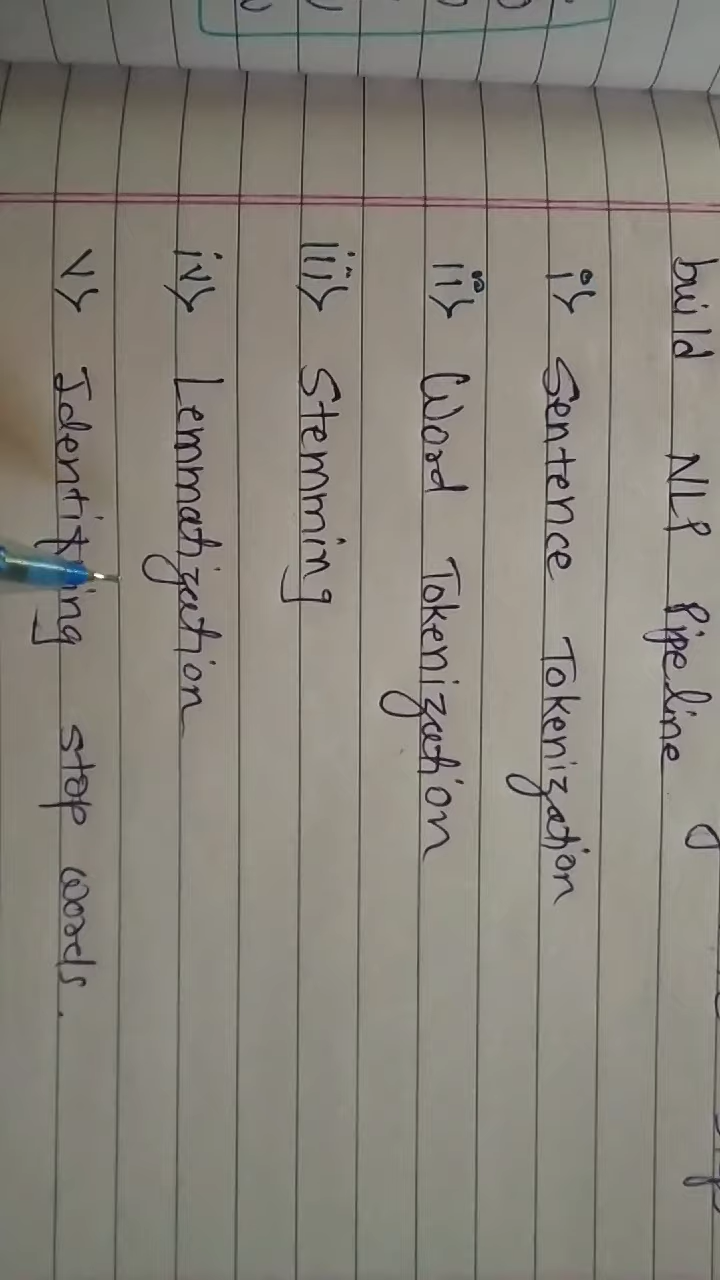 build NLP Pipeline
i> Sentence Tokenization
ii> Word Tokenization
iii> Stemming
iv> Lemmatization
v> Identifying stop words.